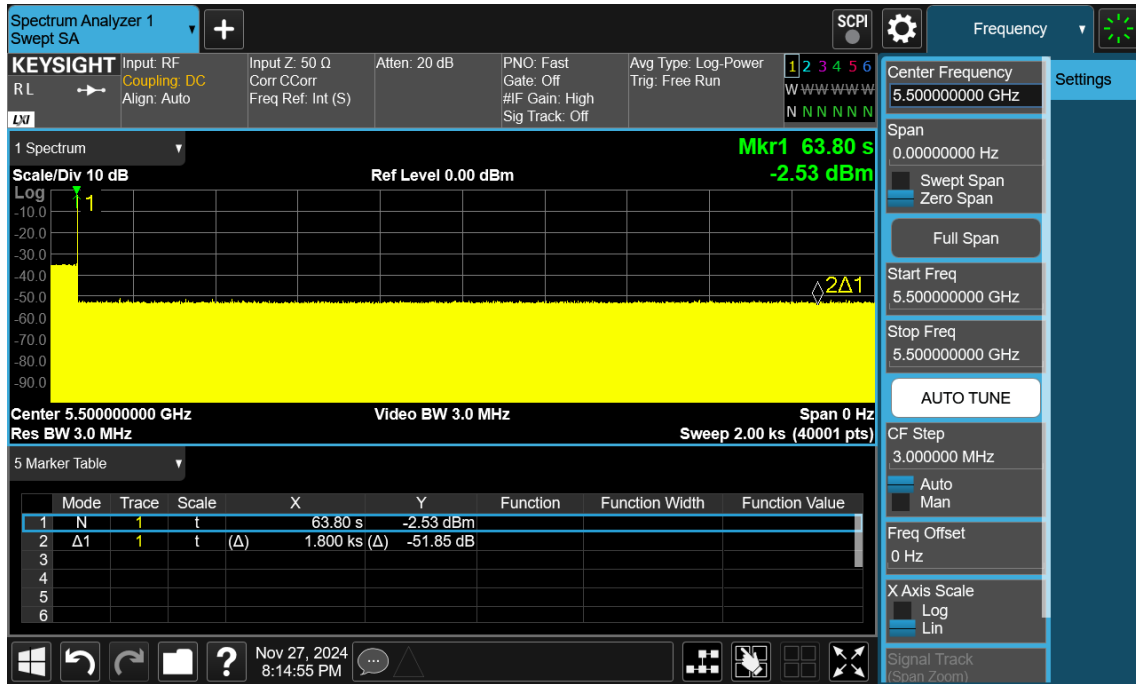 Spectrum Analyzer 1
Swept SA
+
SCPI
Frequency
KEYSIGHT
R L
LXI
Input: RF
Coupling: DC
Align: Auto
Input Z: 50 Ω
Corr CCorr
Freq Ref: Int (S)
Atten: 20 dB
PNO: Fast
Gate: Off
#IF Gain: High
Sig Track: Off
Avg Type: Log-Power
Trig: Free Run
1 2 3 4 5 6
W W W W W W
N N N N N N
1 Spectrum
Mkr1 63.80 s
-2.53 dBm
Scale/Div 10 dB
Ref Level 0.00 dBm
Log
1
-10.0
-20.0
-30.0
-40.0
-50.0
-60.0
-70.0
-80.0
-90.0
2Δ1
Center 5.500000000 GHz
Video BW 3.0 MHz
Span 0 Hz
Res BW 3.0 MHz
Sweep 2.00 ks (40001 pts)
5 Marker Table
Mode Trace Scale X Y Function Function Width Function Value
1 N 1 t 63.80 s -2.53 dBm
2 Δ1 1 t (Δ) 1.800 ks (Δ) -51.85 dB
3
4
5
6
?
Nov 27, 2024
8:14:55 PM
Center Frequency
5.500000000 GHz
Settings
Span
0.00000000 Hz
Swept Span
Zero Span
Full Span
Start Freq
5.500000000 GHz
Stop Freq
5.500000000 GHz
AUTO TUNE
CF Step
3.000000 MHz
Auto
Man
Freq Offset
0 Hz
X Axis Scale
Log
Lin
Signal Track
(Span Zoom)